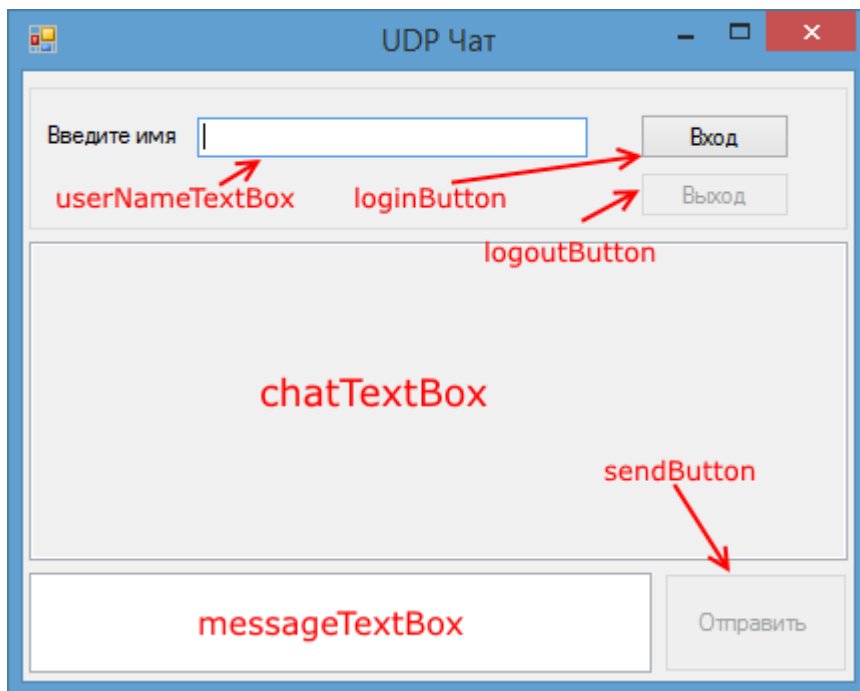 UDP Чат
Введите имя
Вход
userNameTextBox
loginButton
Выход
logoutButton
chatTextBox
sendButton
messageTextBox
Отправить